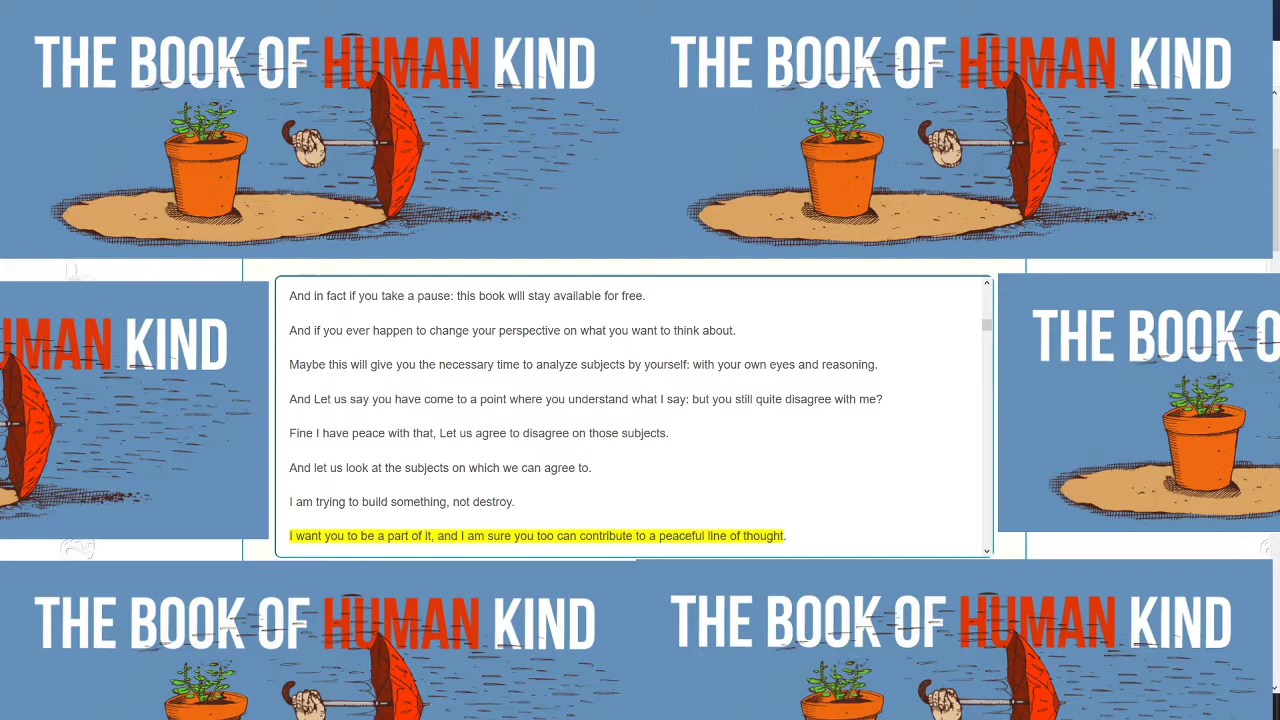 THE BOOK OF HUMAN KIND
THE BOOK OF HUMAN KIND
And in fact if you take a pause: this book will stay available for free.
And if you ever happen to change your perspective on what you want to think about.
Maybe this will give you the necessary time to analyze subjects by yourself: with your own eyes and reasoning.
And Let us say you have come to a point where you understand what I say: but you still quite disagree with me?
Fine I have peace with that, Let us agree to disagree on those subjects.
And let us look at the subjects on which we can agree to.
I am trying to build something, not destroy.
I want you to be a part of it, and I am sure you too can contribute to a peaceful line of thought.
UMAN KIND
THE BOOK O
THE BOOK OF HUMAN KIND
THE BOOK OF HUMAN KIND